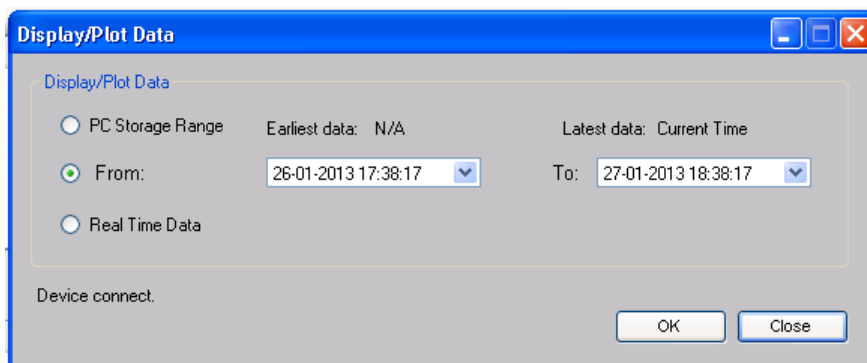 Display/Plot Data
Display/Plot Data
PC Storage Range Earliest data: N/A Latest data: Current Time
From: 26-01-2013 17:38:17 To: 27-01-2013 18:38:17
Real Time Data
Device connect.
OK Close